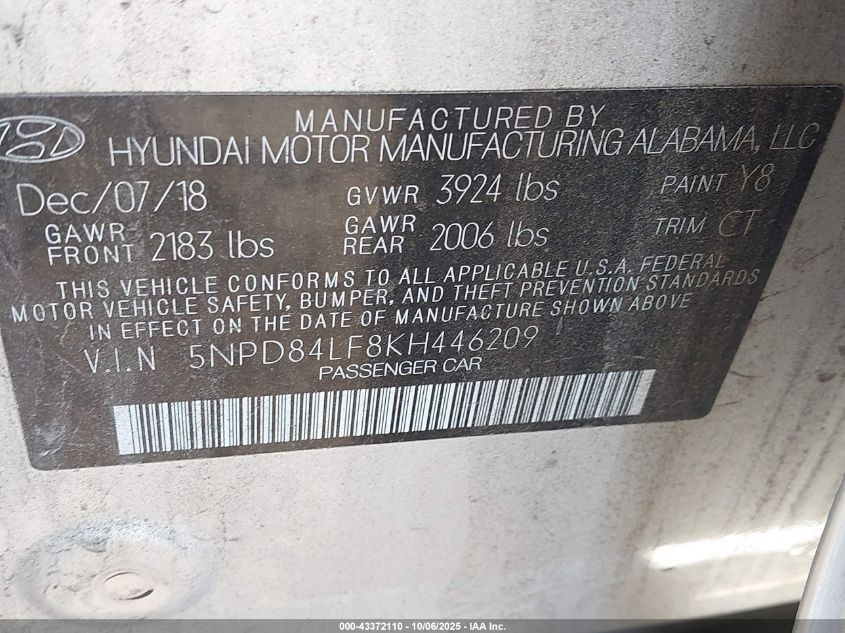 MANUFACTURED BY
HYUNDAI MOTOR MANUFACTURING ALABAMA, LLC
Dec/07/18 GVWR 3924 lbs PAINT Y8
GAWR FRONT 2183 lbs GAWR REAR 2006 lbs TRIM CT
THIS VEHICLE CONFORMS TO ALL APPLICABLE U.S.A. FEDERAL
MOTOR VEHICLE SAFETY, BUMPER, AND THEFT PREVENTION STANDARDS
IN EFFECT ON THE DATE OF MANUFACTURE SHOWN ABOVE
V.I.N 5NPD84LF8KH446209
PASSENGER CAR
000-43372110 - 10/06/2025 - IAA Inc.